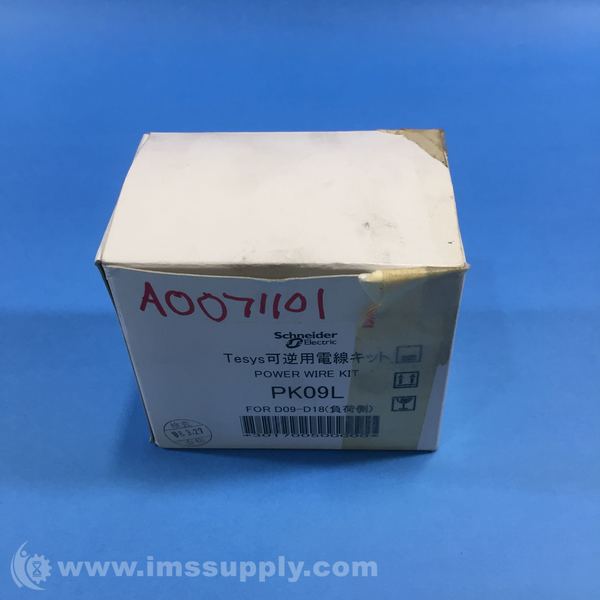 A0071101
Schneider
Electric
Tesys可逆用電線キット
POWER WIRE KIT
PK09L
FOR D09-D18(負荷側)
www.imssupply.com